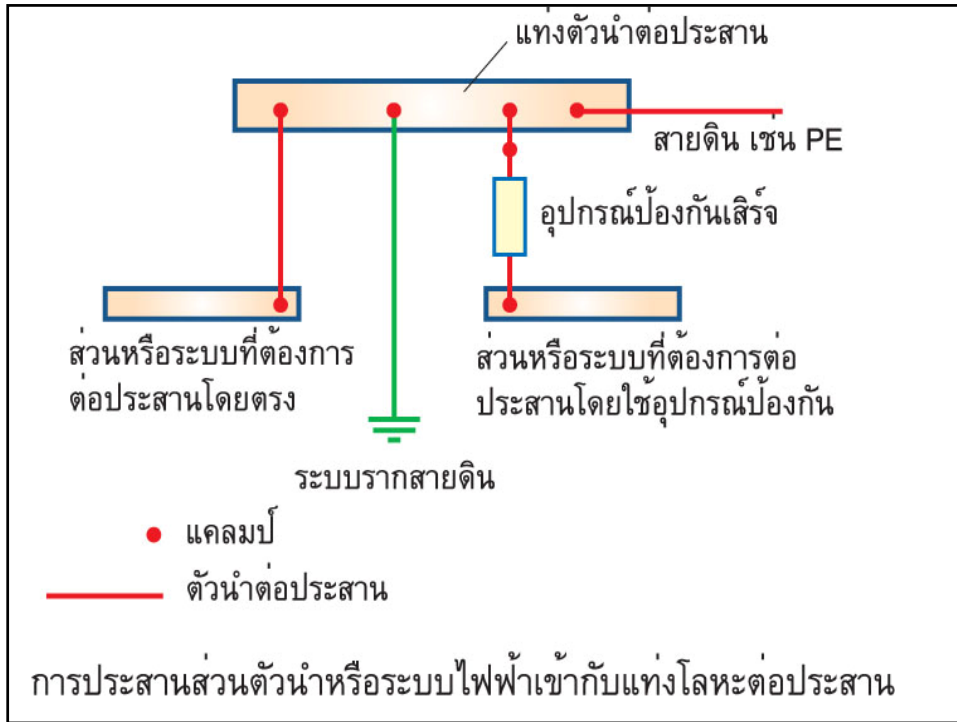 แท่งตัวนำต่อประสาน
สายดิน เช่น PE
อุปกรณ์ป้องกันเสิร์จ
ส่วนหรือระบบที่ต้องการ
ต่อประสานโดยตรง
ส่วนหรือระบบที่ต้องการต่อ
ประสานโดยใช้อุปกรณ์ป้องกัน
ระบบรากสายดิน
แคลมป์
ตัวนำต่อประสาน
การประสานส่วนตัวนำหรือระบบไฟฟ้าเข้ากับแท่งโลหะต่อประสาน